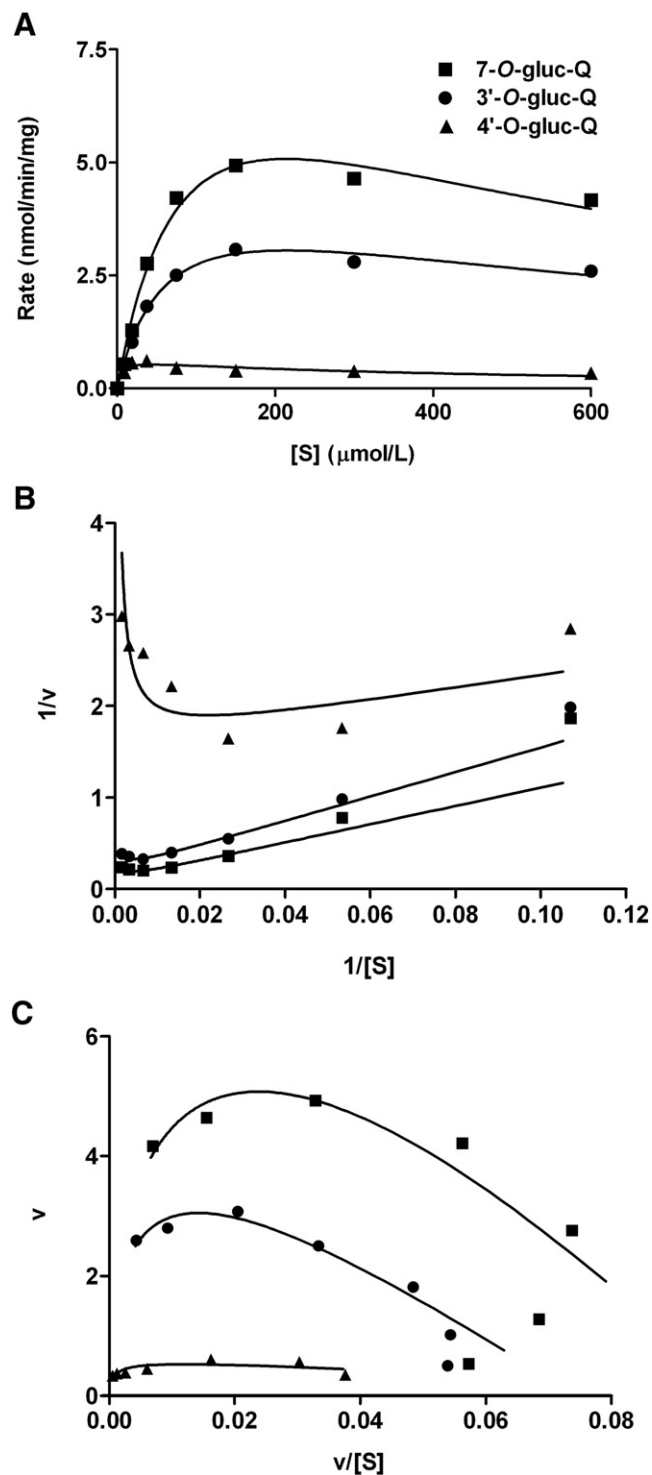 A
7.5
5.0
2.5
0.0
Rate (nmol/min/mg)
7-O-gluc-Q
3'-O-gluc-Q
4'-O-gluc-Q
0 200 400 600
[S] (μmol/L)
B
4
3
2
1
0
1/v
0.00 0.02 0.04 0.06 0.08 0.10 0.12
1/[S]
C
6
4
2
0
v
0.00 0.02 0.04 0.06 0.08
v/[S]